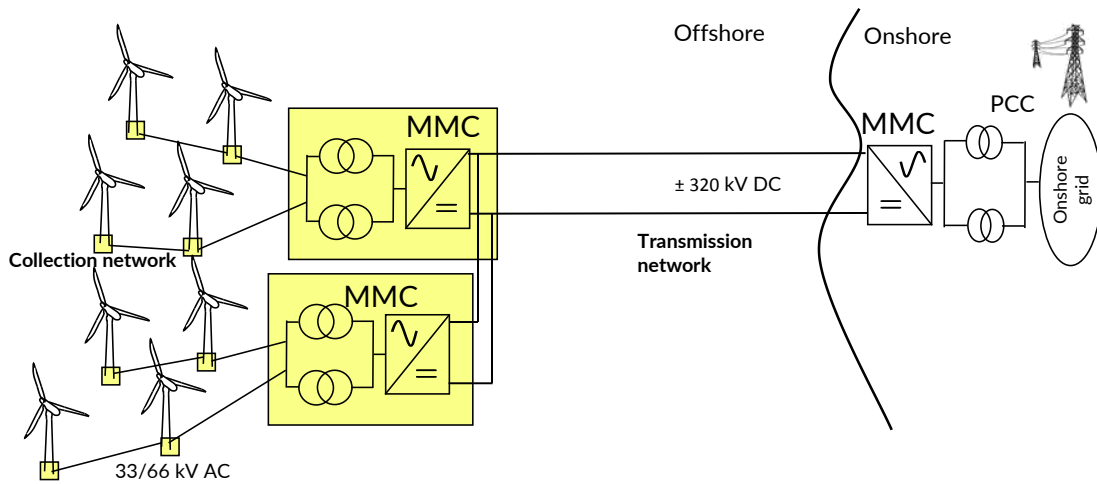 Offshore
Onshore
PCC
MMC
MMC
± 320 kV DC
Onshore
grid
Transmission
network
Collection network
MMC
33/66 kV AC